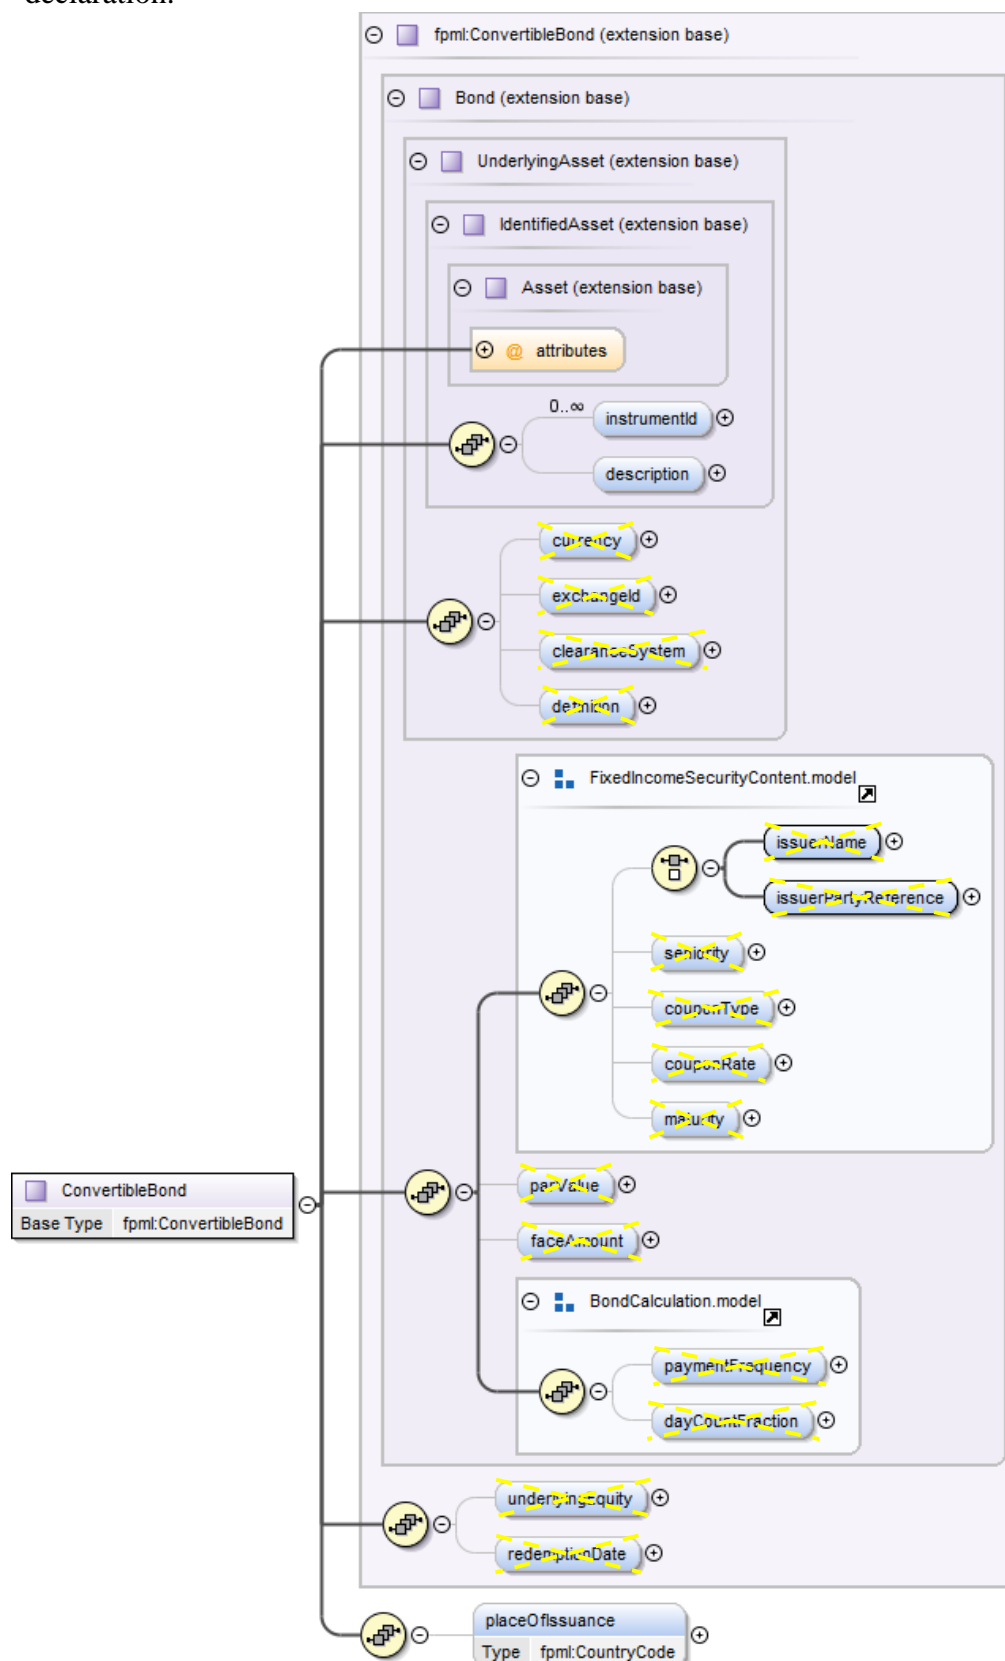 declaration.
fpml:ConvertibleBond (extension base)
Bond (extension base)
UnderlyingAsset (extension base)
IdentifiedAsset (extension base)
Asset (extension base)
@ attributes
0..∞
instrumentId
description
currency
exchangeId
clearanceSystem
definition
FixedIncomeSecurityContent.model
issuerName
issuerPartyReference
seniority
couponType
couponRate
maturity
ConvertibleBond
Base Type fpml:ConvertibleBond
parValue
faceAmount
BondCalculation.model
paymentFrequency
dayCountFraction
underlyingEquity
redemptionDate
placeOfIssuance
Type fpml:CountryCode